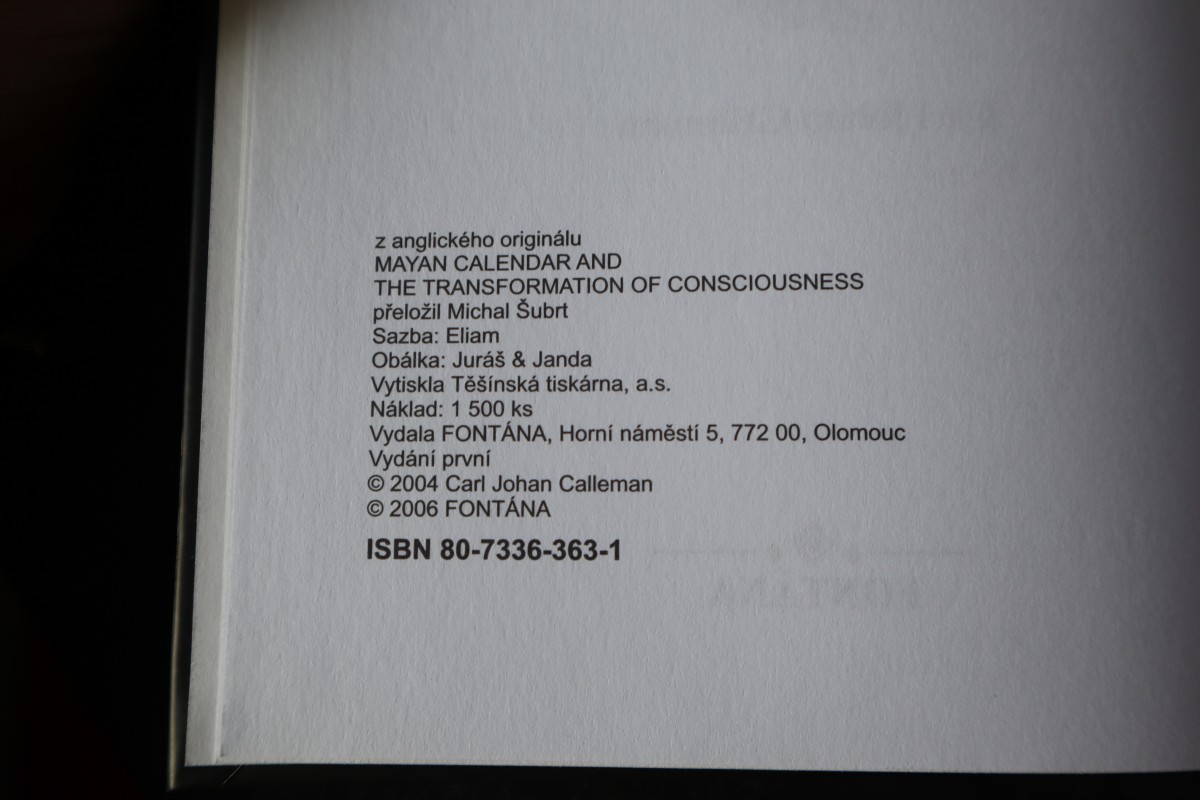 z anglického originálu
MAYAN CALENDAR AND
THE TRANSFORMATION OF CONSCIOUSNESS
přeložil Michal Šubrt
Sazba: Eliam
Obálka: Juráš & Janda
Vytiskla Těšínská tiskárna, a.s.
Náklad: 1 500 ks
Vydala FONTÁNA, Horní náměstí 5, 772 00, Olomouc
Vydání první
© 2004 Carl Johan Calleman
© 2006 FONTÁNA
ISBN 80-7336-363-1